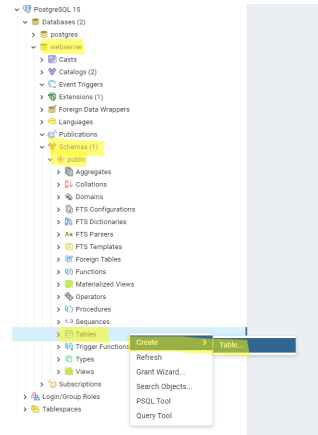 PostgreSQL 15
Databases (2)
postgres
webserver
Casts
Catalogs (2)
Event Triggers
Extensions (1)
Foreign Data Wrappers
Languages
Publications
Schemas (1)
public
Aggregates
Collations
Domains
FTS Configurations
FTS Dictionaries
Aa FTS Parsers
FTS Templates
Foreign Tables
Functions
Materialized Views
Operators
Procedures
1..3 Sequences
Tables
Create
Table...
Trigger Functions
Refresh
Types
Grant Wizard...
Views
Search Objects...
Subscriptions
PSQL Tool
Login/Group Roles
Query Tool
Tablespaces